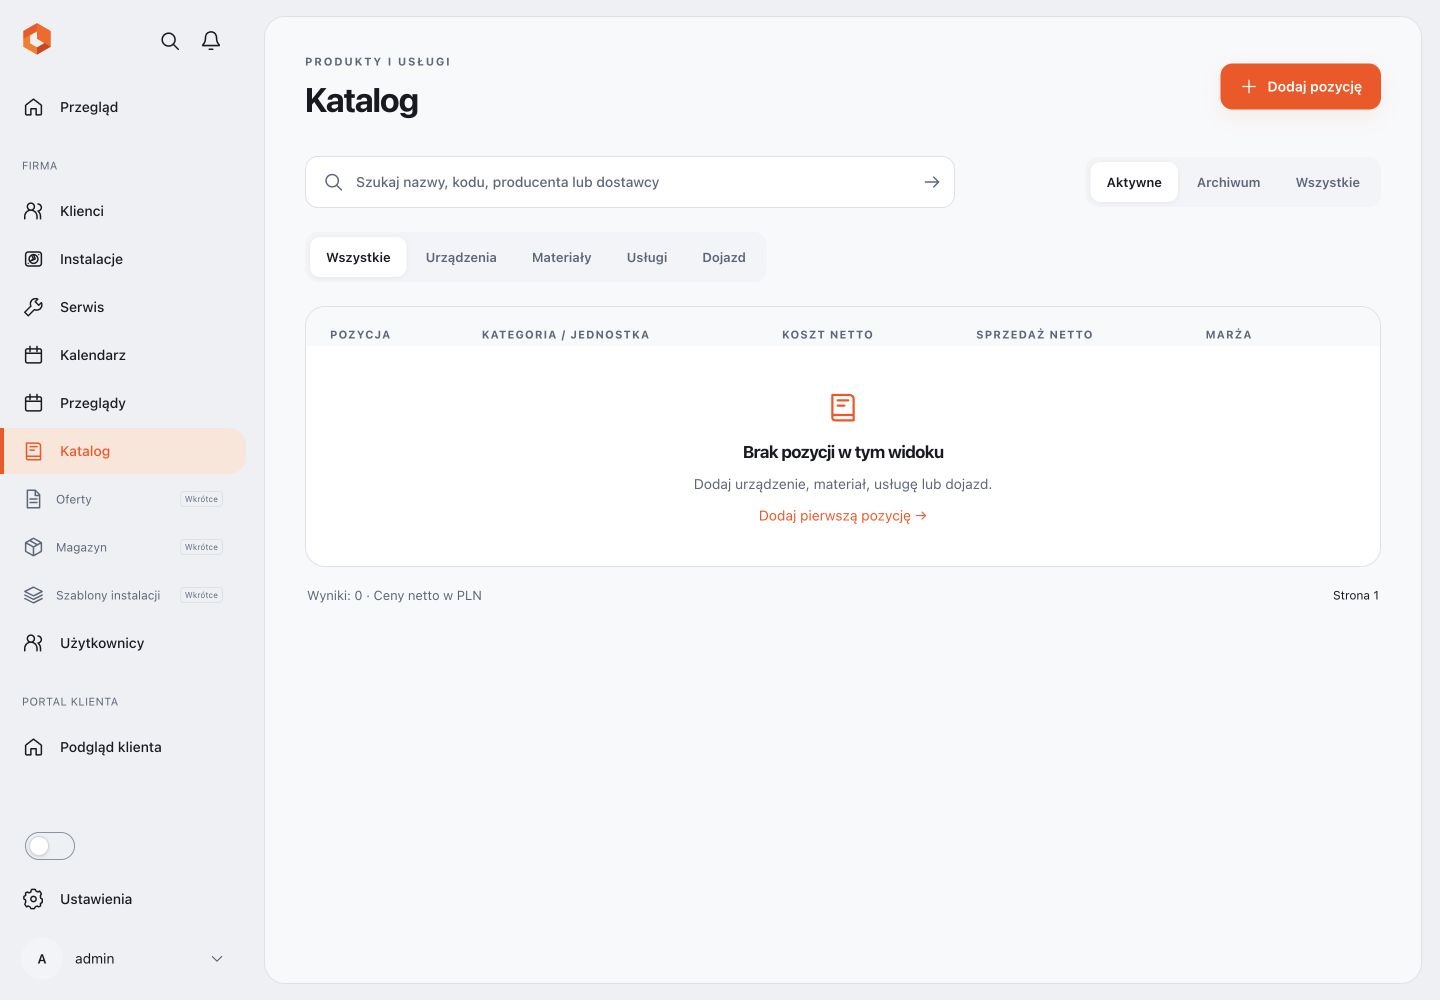 Przegląd
FIRMA
Klienci
Instalacje
Serwis
Kalendarz
Przeglądy
Katalog
Oferty Wkrótce
Magazyn Wkrótce
Szablony instalacji Wkrótce
Użytkownicy
PORTAL KLIENTA
Podgląd klienta
Ustawienia
A admin
PRODUKTY I USŁUGI
Katalog
Dodaj pozycję
Szukaj nazwy, kodu, producenta lub dostawcy
Aktywne Archiwum Wszystkie
Wszystkie Urządzenia Materiały Usługi Dojazd
POZYCJA KATEGORIA / JEDNOSTKA KOSZT NETTO SPRZEDAŻ NETTO MARŻA
Brak pozycji w tym widoku
Dodaj urządzenie, materiał, usługę lub dojazd.
Dodaj pierwszą pozycję →
Wyniki: 0 · Ceny netto w PLN
Strona 1